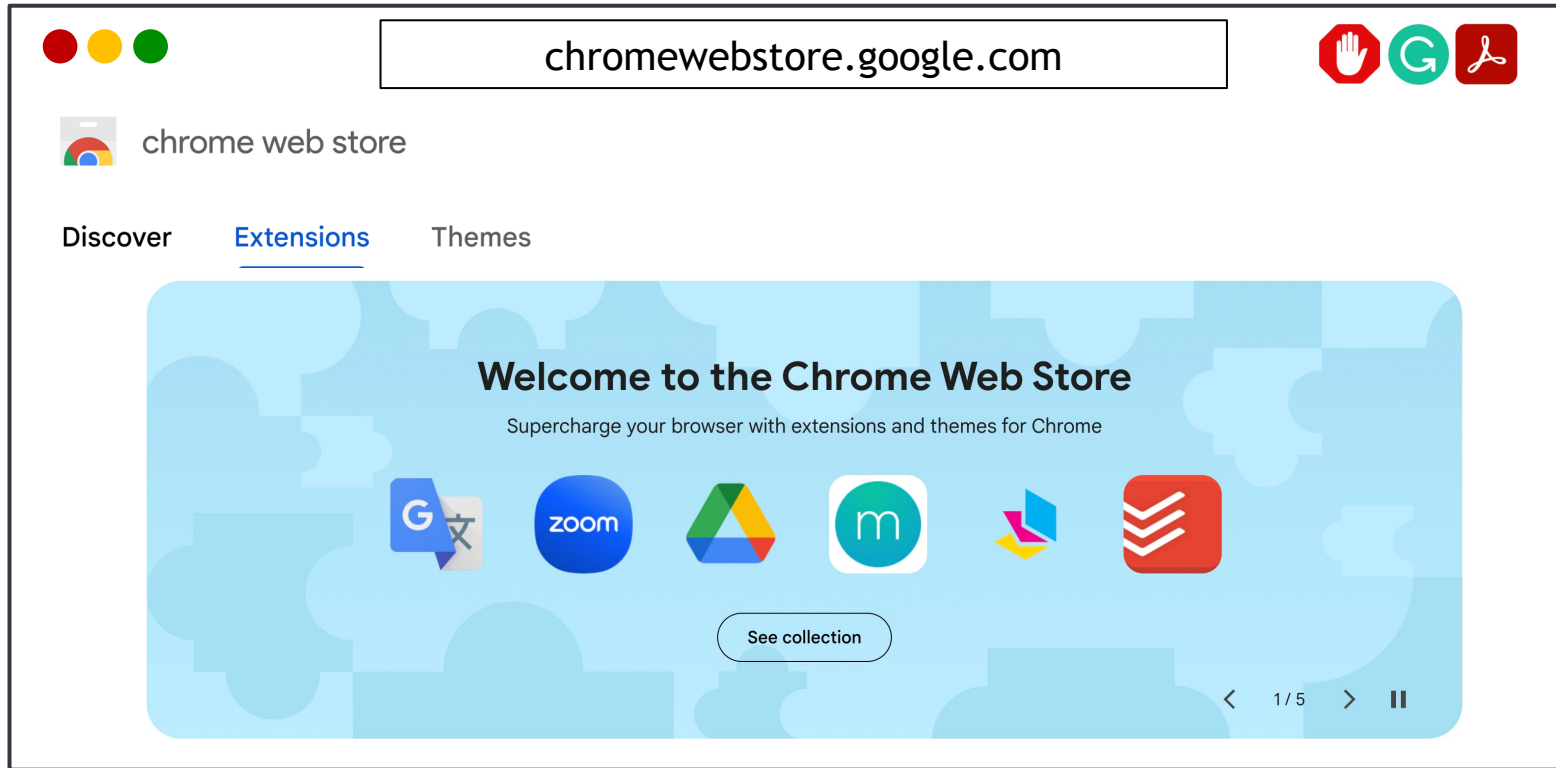 chromewebstore.google.com
G
chrome web store
Discover Extensions Themes
Welcome to the Chrome Web Store
Supercharge your browser with extensions and themes for Chrome
G 文 zoom m
See collection
1 / 5